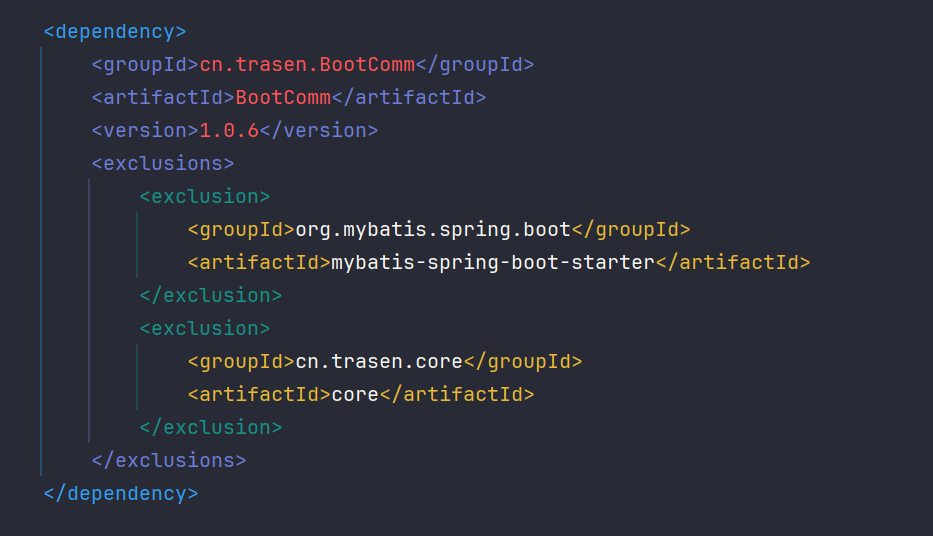 <dependency>
    <groupId>cn.trasen.BootComm</groupId>
    <artifactId>BootComm</artifactId>
    <version>1.0.6</version>
    <exclusions>
        <exclusion>
            <groupId>org.mybatis.spring.boot</groupId>
            <artifactId>mybatis-spring-boot-starter</artifactId>
        </exclusion>
        <exclusion>
            <groupId>cn.trasen.core</groupId>
            <artifactId>core</artifactId>
        </exclusion>
    </exclusions>
</dependency>